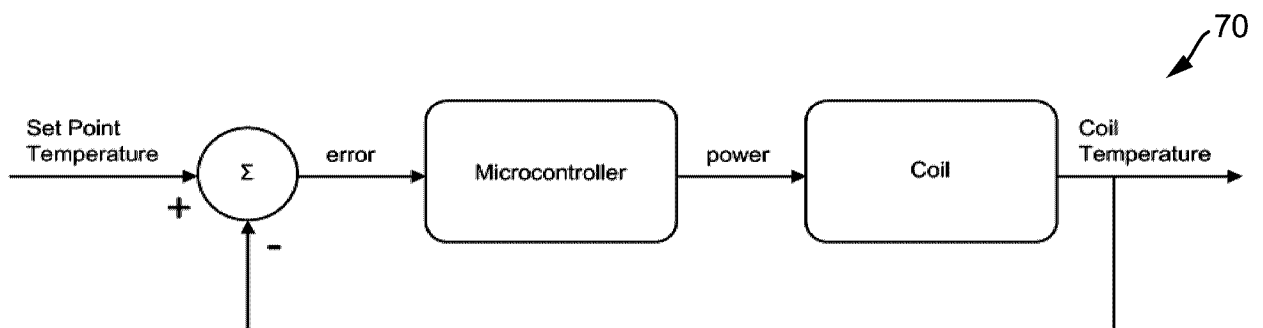 70
Set Point
Temperature
Σ
error
Microcontroller
power
Coil
Coil
Temperature
+
-